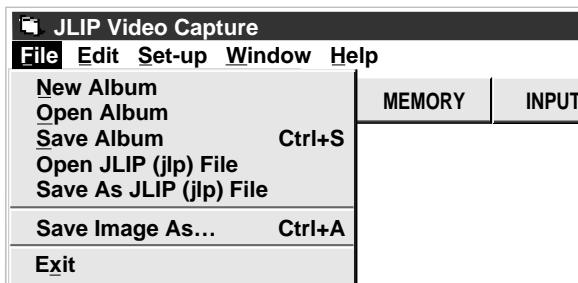 JLIP Video Capture
File Edit Set-up Window Help
New Album
Open Album
Save Album Ctrl+S
Open JLIP (jlp) File
Save As JLIP (jlp) File
Save Image As... Ctrl+A
Exit
MEMORY INPUT